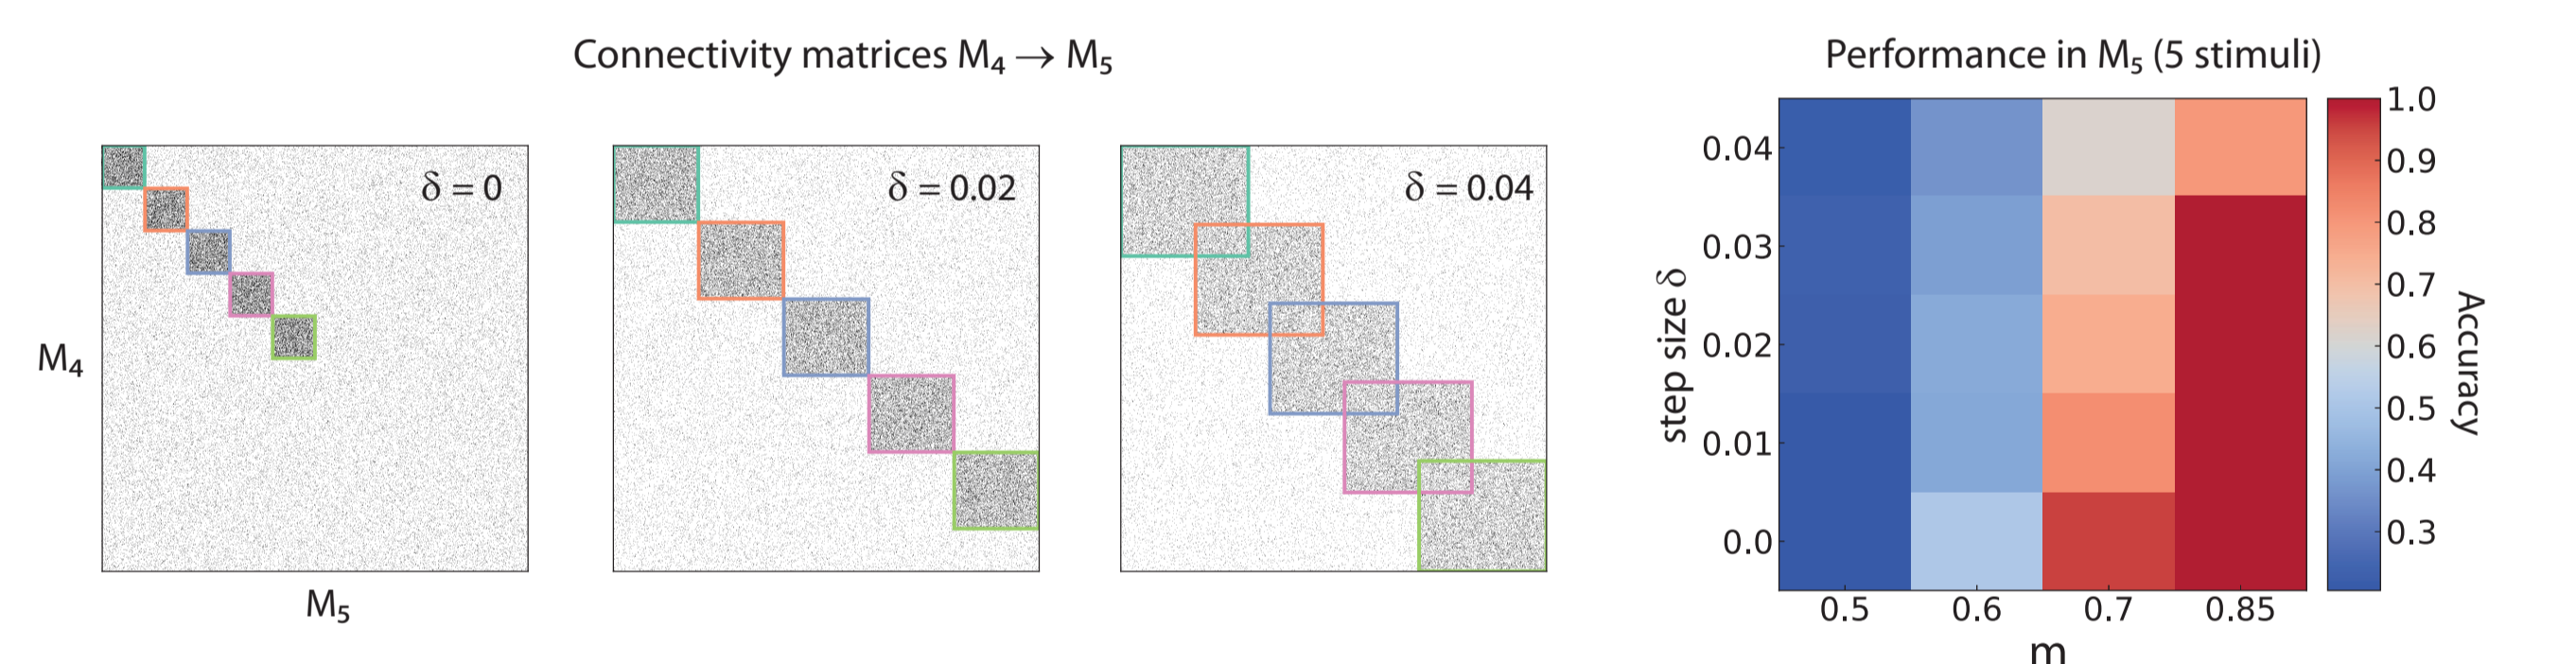 Connectivity matrices M₄ → M₅
δ = 0
δ = 0.02
δ = 0.04
M₄
M₅
Performance in M₅ (5 stimuli)
step size δ
0.04
0.03
0.02
0.01
0.0
0.5 0.6 0.7 0.85
m
1.0
0.9
0.8
0.7
0.6
0.5
0.4
0.3
Accuracy